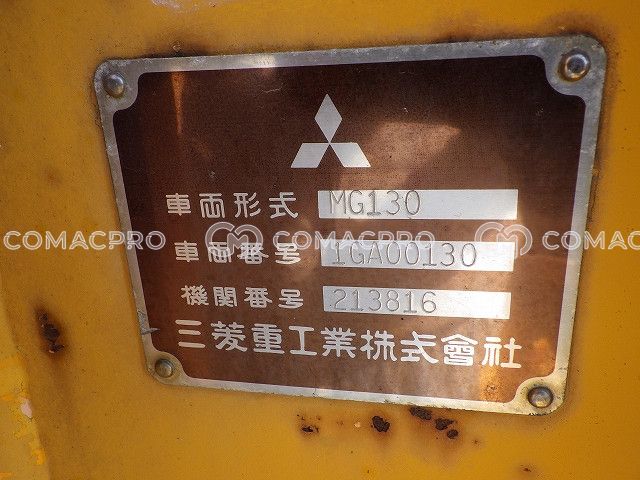 車両形式 MG130
COMACPRO COMACPRO COMAC
車両番号 1GA00130
機関番号 213816
三菱重工業株式會社